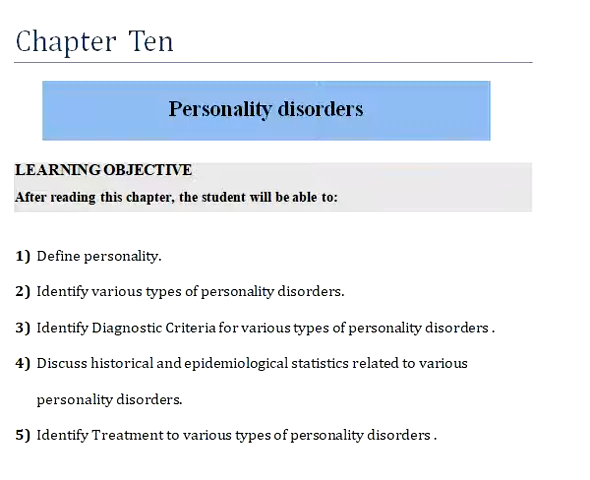 Chapter Ten
Personality disorders
LEARNING OBJECTIVE
After reading this chapter, the student will be able to:
1) Define personality.
2) Identify various types of personality disorders.
3) Identify Diagnostic Criteria for various types of personality disorders .
4) Discuss historical and epidemiological statistics related to various
personality disorders.
5) Identify Treatment to various types of personality disorders .